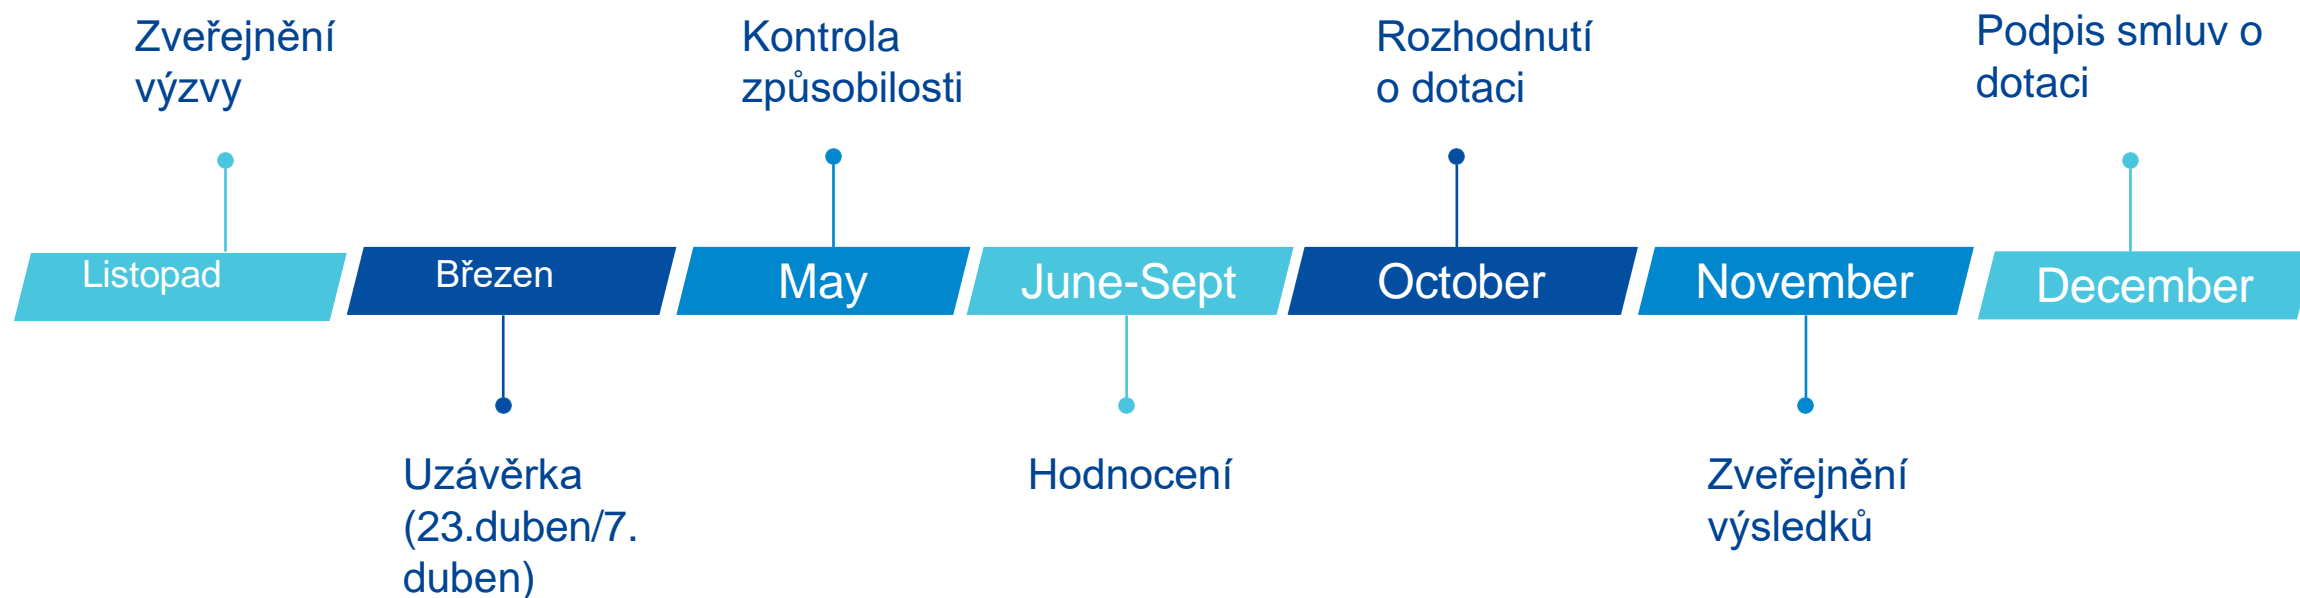 Zveřejnění
výzvy
Kontrola
způsobilosti
Rozhodnutí
o dotaci
Podpis smluv o
dotaci
Listopad
Březen
May
June-Sept
October
November
December
Uzávěrka
(23.duben/7.
duben)
Hodnocení
Zveřejnění
výsledků